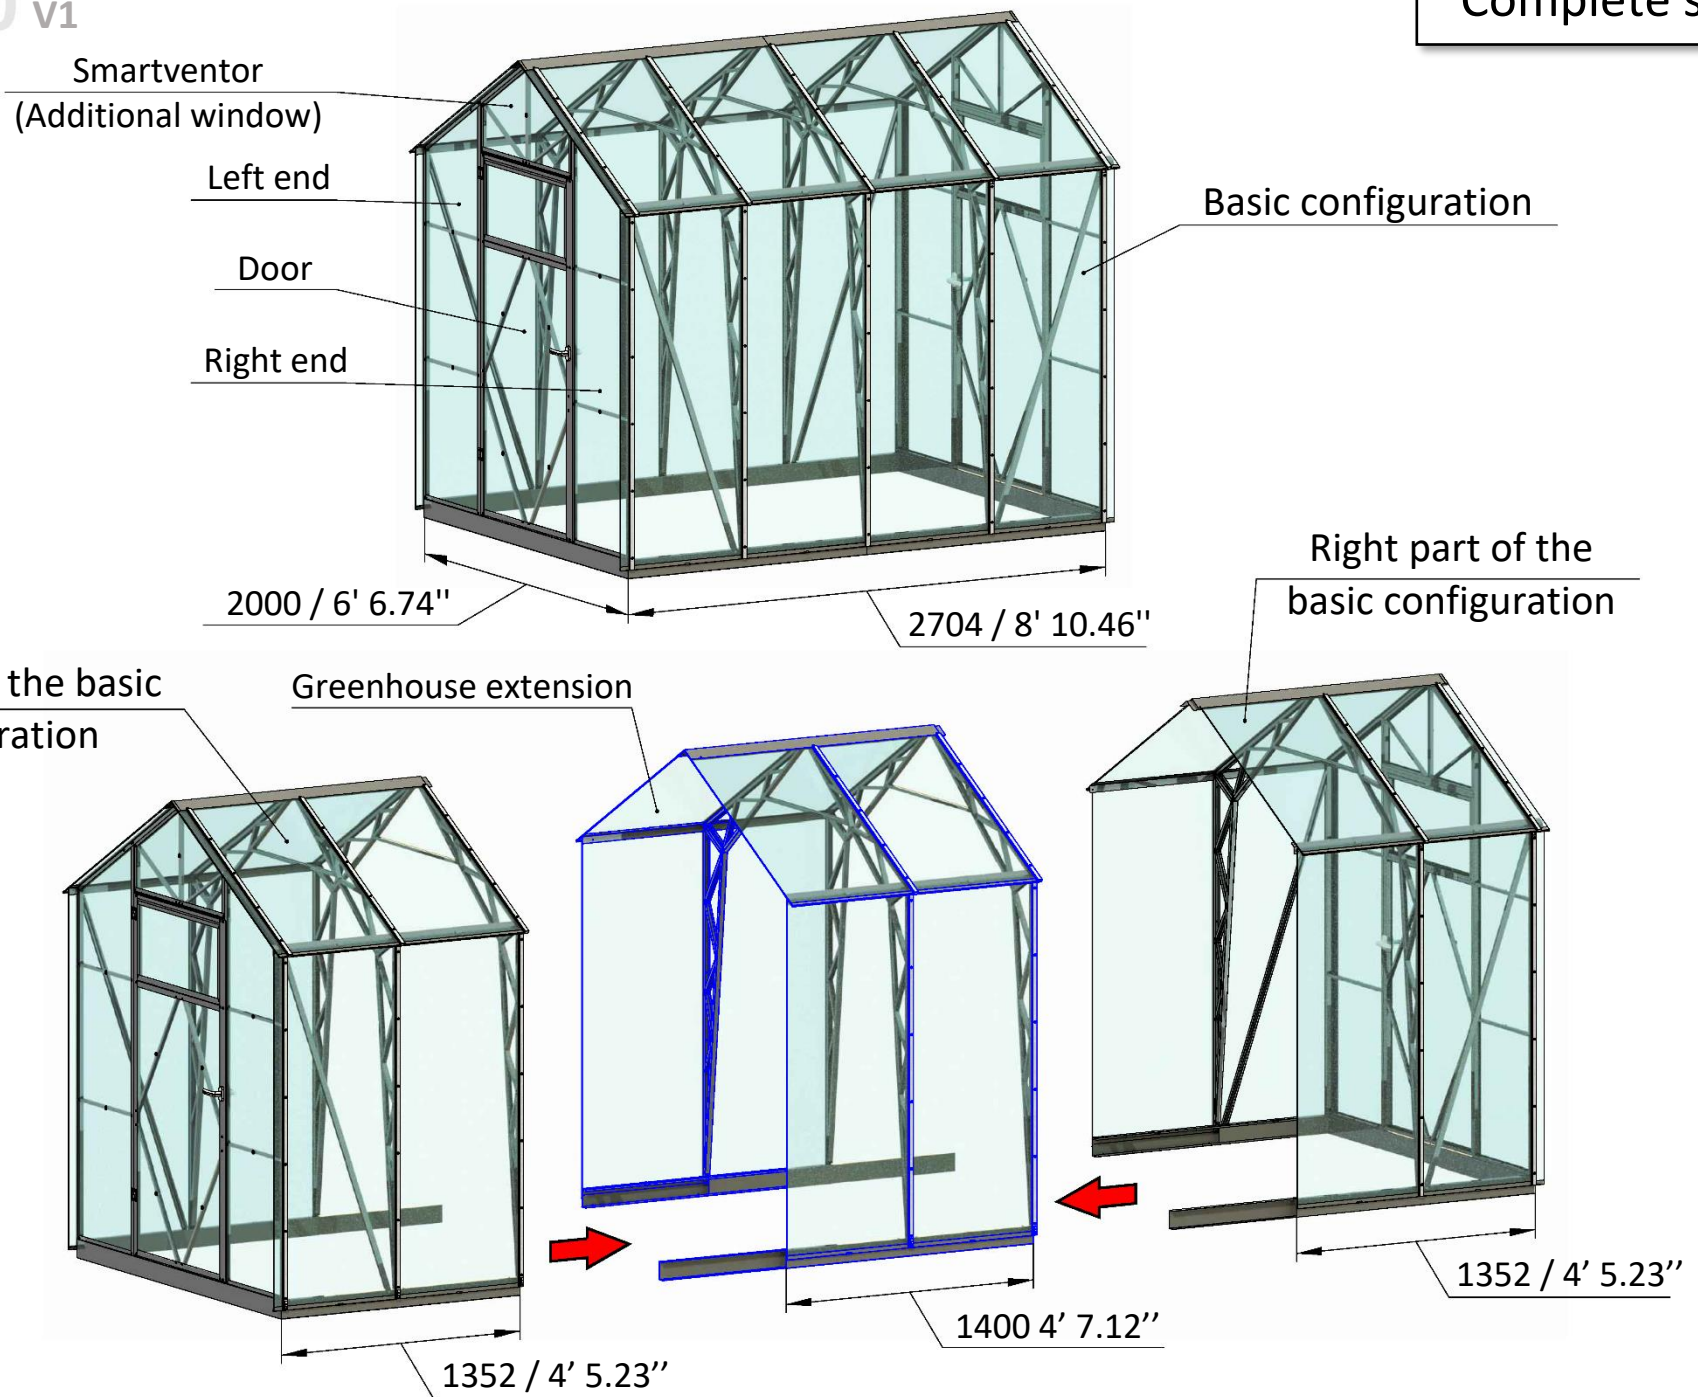 V1
Complete s
Smartventor
(Additional window)
Left end
Door
Right end
Basic configuration
2000 / 6' 6.74''
2704 / 8' 10.46''
Right part of the
basic configuration
the basic
ration
Greenhouse extension
1352 / 4’ 5.23’’
1400 4’ 7.12’’
1352 / 4’ 5.23’’